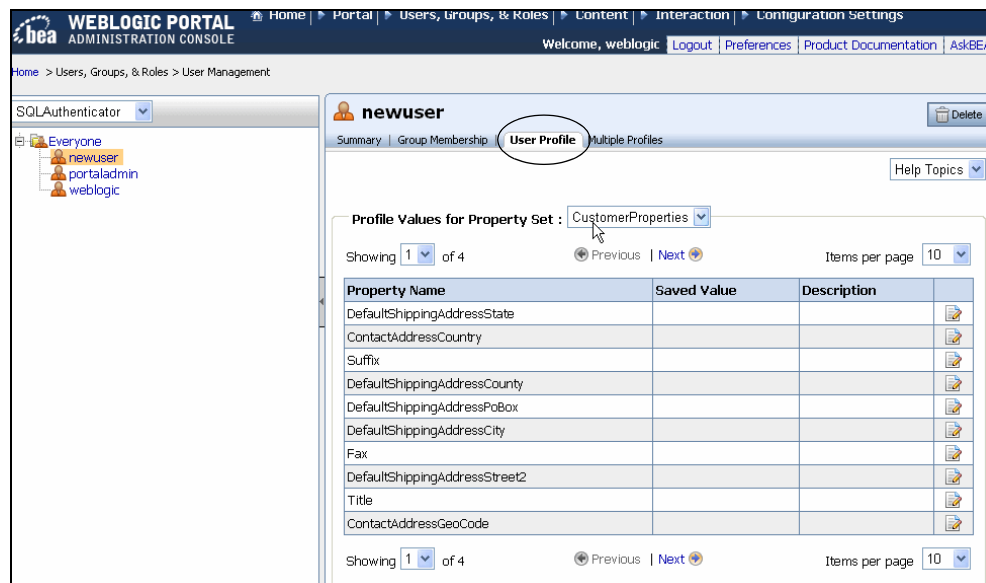 bea WEBLOGIC PORTAL
ADMINISTRATION CONSOLE
Home | Portal | Users, Groups, & Roles | Content | Interaction | Configuration Settings
Welcome, weblogic Logout | Preferences | Product Documentation | AskBEA
Home > Users, Groups, & Roles > User Management
SQLAuthenticator
Everyone
newuser
portaladmin
weblogic
newuser
Delete
Summary | Group Membership | User Profile | Multiple Profiles
Help Topics
Profile Values for Property Set : CustomerProperties
Showing 1 of 4 Previous | Next Items per page 10
Property Name Saved Value Description
DefaultShippingAddressState
ContactAddressCountry
Suffix
DefaultShippingAddressCounty
DefaultShippingAddressPoBox
DefaultShippingAddressCity
Fax
DefaultShippingAddressStreet2
Title
ContactAddressGeoCode
Showing 1 of 4 Previous | Next Items per page 10